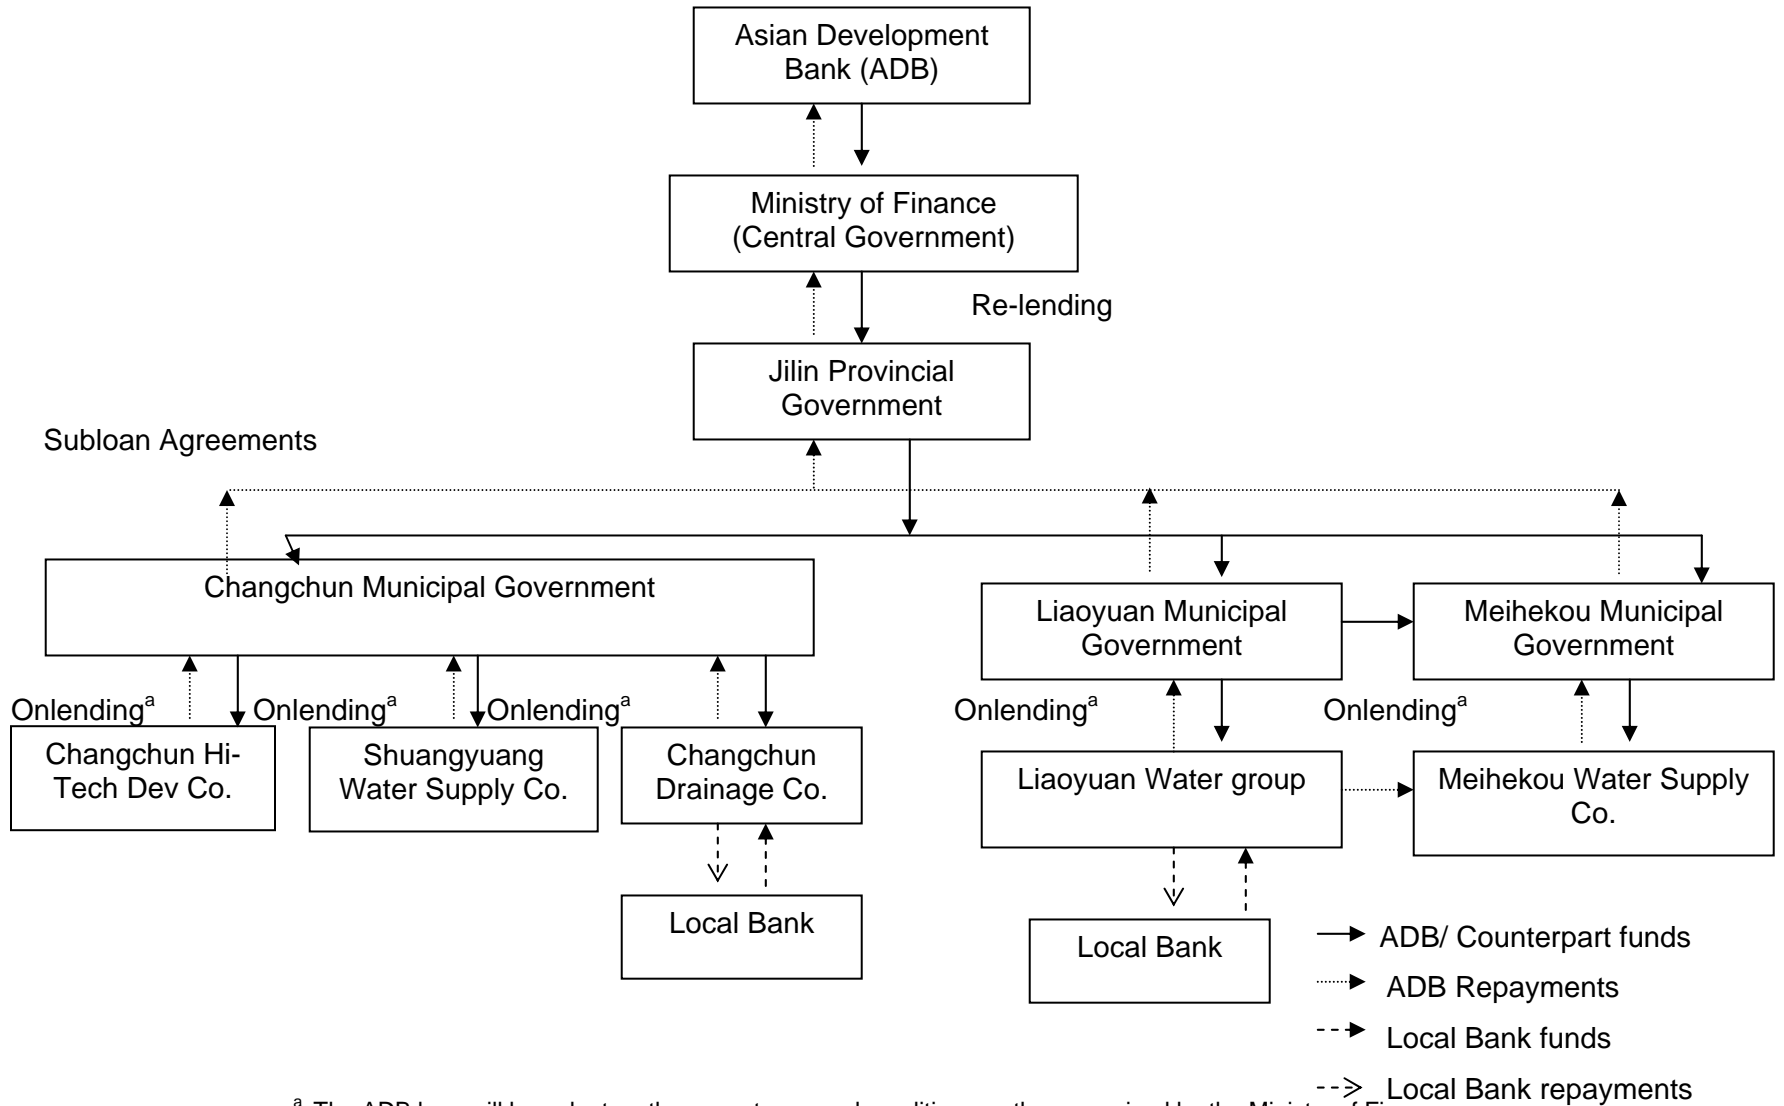 Asian Development
Bank (ADB)
Ministry of Finance
(Central Government)
Re-lending
Jilin Provincial
Government
Subloan Agreements
Changchun Municipal Government
Liaoyuan Municipal
Government
Meihekou Municipal
Government
Onlendingᵃ
Onlendingᵃ
Onlendingᵃ
Onlendingᵃ
Onlendingᵃ
Changchun Hi-
Tech Dev Co.
Shuangyuang
Water Supply Co.
Changchun
Drainage Co.
Liaoyuan Water group
Meihekou Water Supply
Co.
Local Bank
Local Bank
ADB/ Counterpart funds
ADB Repayments
Local Bank funds
Local Bank repayments